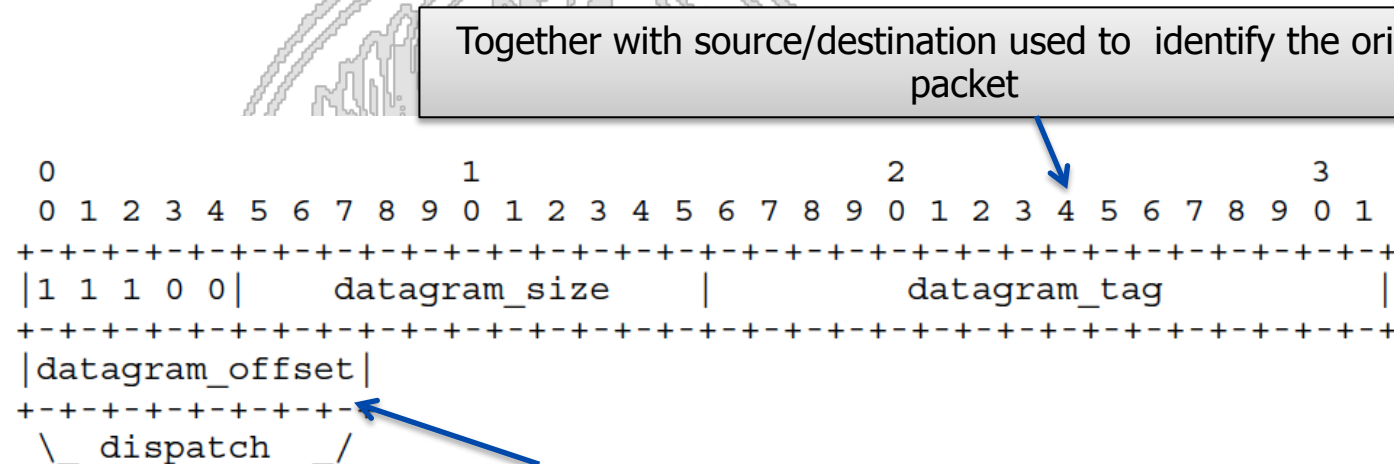 Together with source/destination used to identify the ori
packet
0 1 2 3
0 1 2 3 4 5 6 7 8 9 0 1 2 3 4 5 6 7 8 9 0 1 2 3 4 5 6 7 8 9 0 1
+-+-+-+-+-+-+-+-+-+-+-+-+-+-+-+-+-+-+-+-+-+-+-+-+-+-+-+-+-+-+-+-+
|1 1 1 0 0| datagram_size | datagram_tag |
+-+-+-+-+-+-+-+-+-+-+-+-+-+-+-+-+-+-+-+-+-+-+-+-+-+-+-+-+-+-+-+-+
|datagram_offset|
+-+-+-+-+-+-+-+-+
\_ dispatch _/